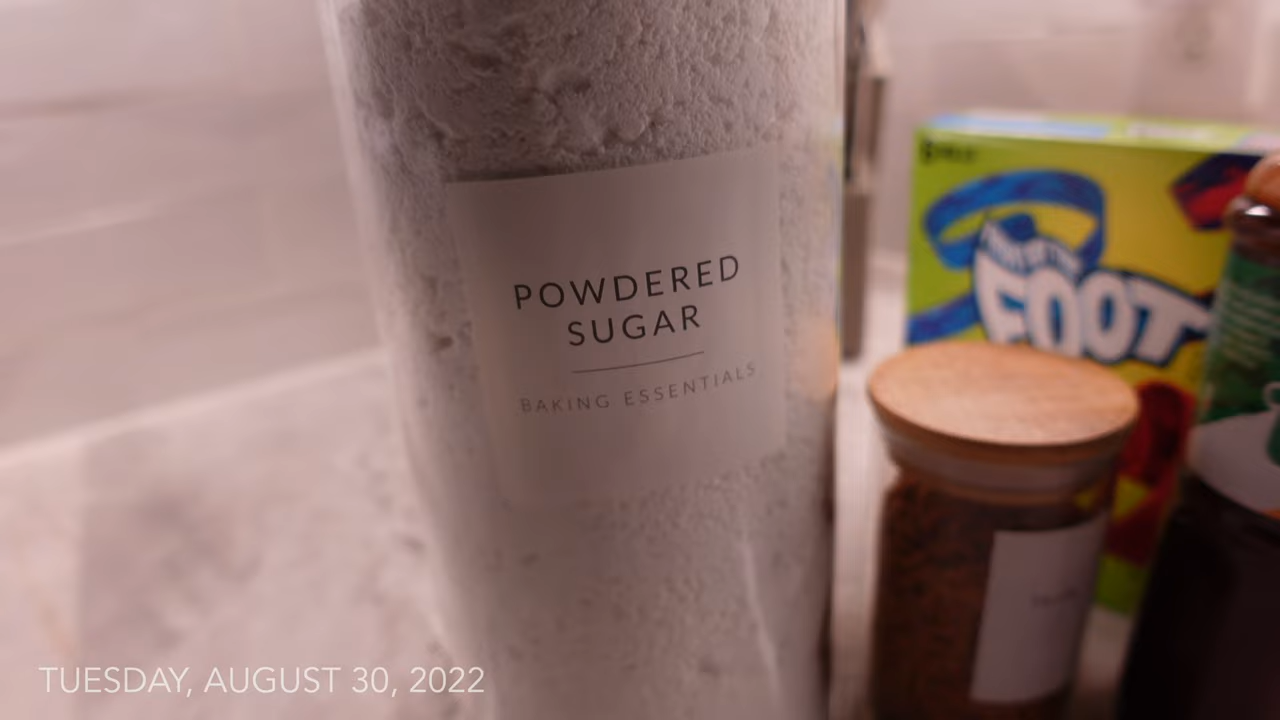 POWDERED
SUGAR
BAKING ESSENTIALS
FOOT
TUESDAY, AUGUST 30, 2022